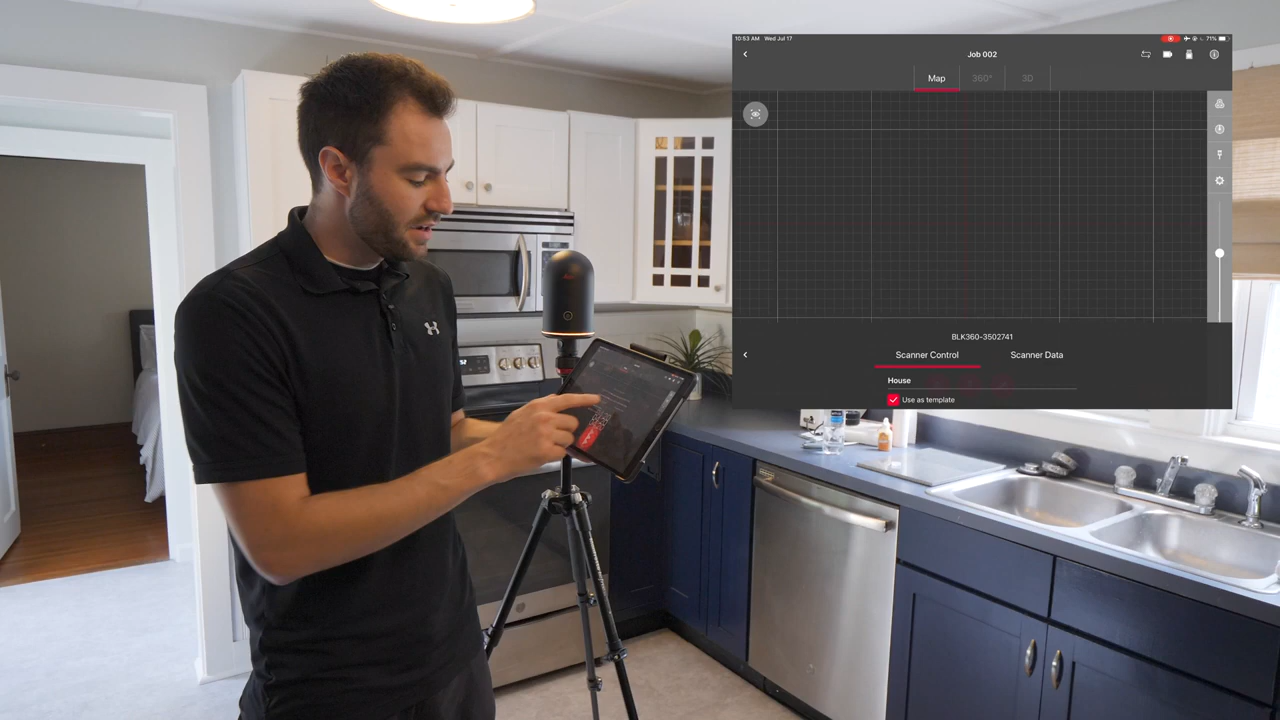 10:53 AM Wed Jul 17
71%
Job 002
Map 360° 3D
BLK360-3502741
Scanner Control Scanner Data
House
Use as template